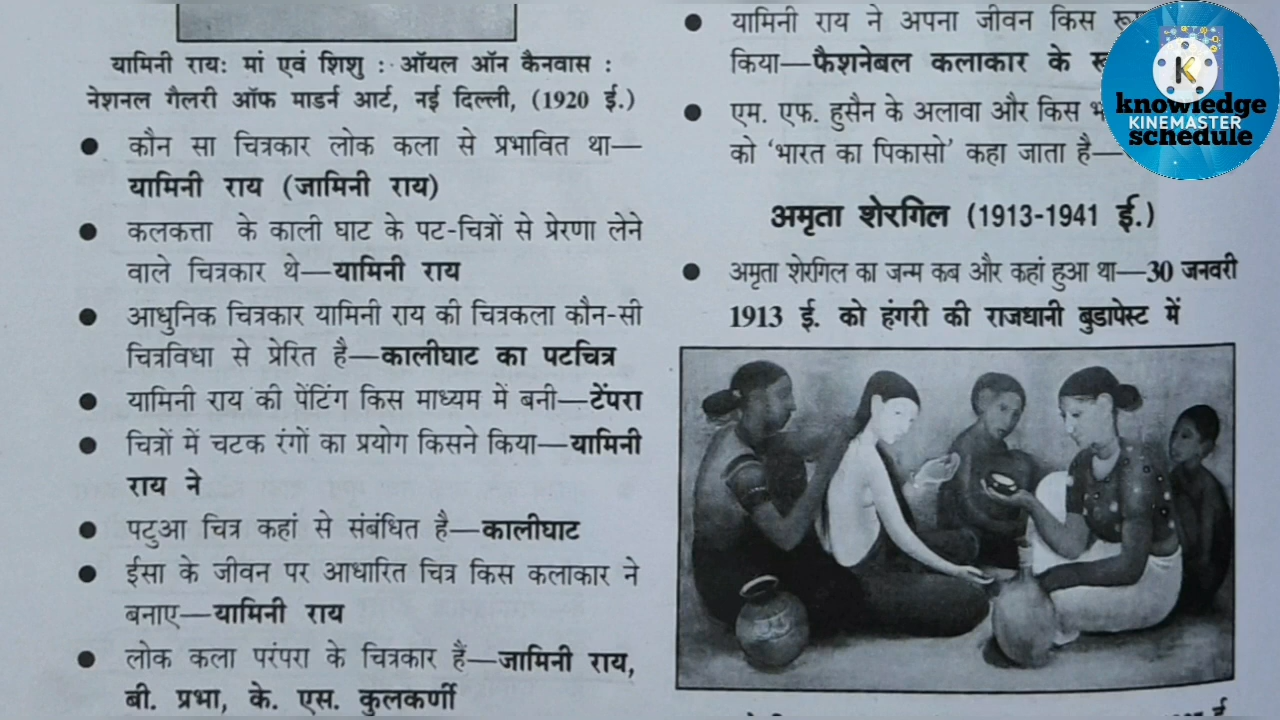 यामिनी रायः मां एवं शिशु : ऑयल ऑन कैनवास :
नेशनल गैलरी ऑफ माडर्न आर्ट, नई दिल्ली, (1920 ई.)
● कौन सा चित्रकार लोक कला से प्रभावित था—
यामिनी राय (जामिनी राय)
● कलकत्ता के काली घाट के पट-चित्रों से प्रेरणा लेने
वाले चित्रकार थे—यामिनी राय
● आधुनिक चित्रकार यामिनी राय की चित्रकला कौन-सी
चित्रविधा से प्रेरित है—कालीघाट का पटचित्र
● यामिनी राय की पेंटिंग किस माध्यम में बनी—टेंपरा
● चित्रों में चटक रंगों का प्रयोग किसने किया—यामिनी
राय ने
● पटुआ चित्र कहां से संबंधित है—कालीघाट
● ईसा के जीवन पर आधारित चित्र किस कलाकार ने
बनाए—यामिनी राय
● लोक कला परंपरा के चित्रकार हैं—जामिनी राय,
बी. प्रभा, के. एस. कुलकर्णी
● यामिनी राय ने अपना जीवन किस
किया—फैशनेबल कलाकार के
● एम. एफ. हुसैन के अलावा और किस
को ‘भारत का पिकासो’ कहा जाता है—
अमृता शेरगिल (1913-1941 ई.)
● अमृता शेरगिल का जन्म कब और कहां हुआ था—30 जनवरी
1913 ई. को हंगरी की राजधानी बुडापेस्ट में
K
knowledge
KINEMASTER
schedule